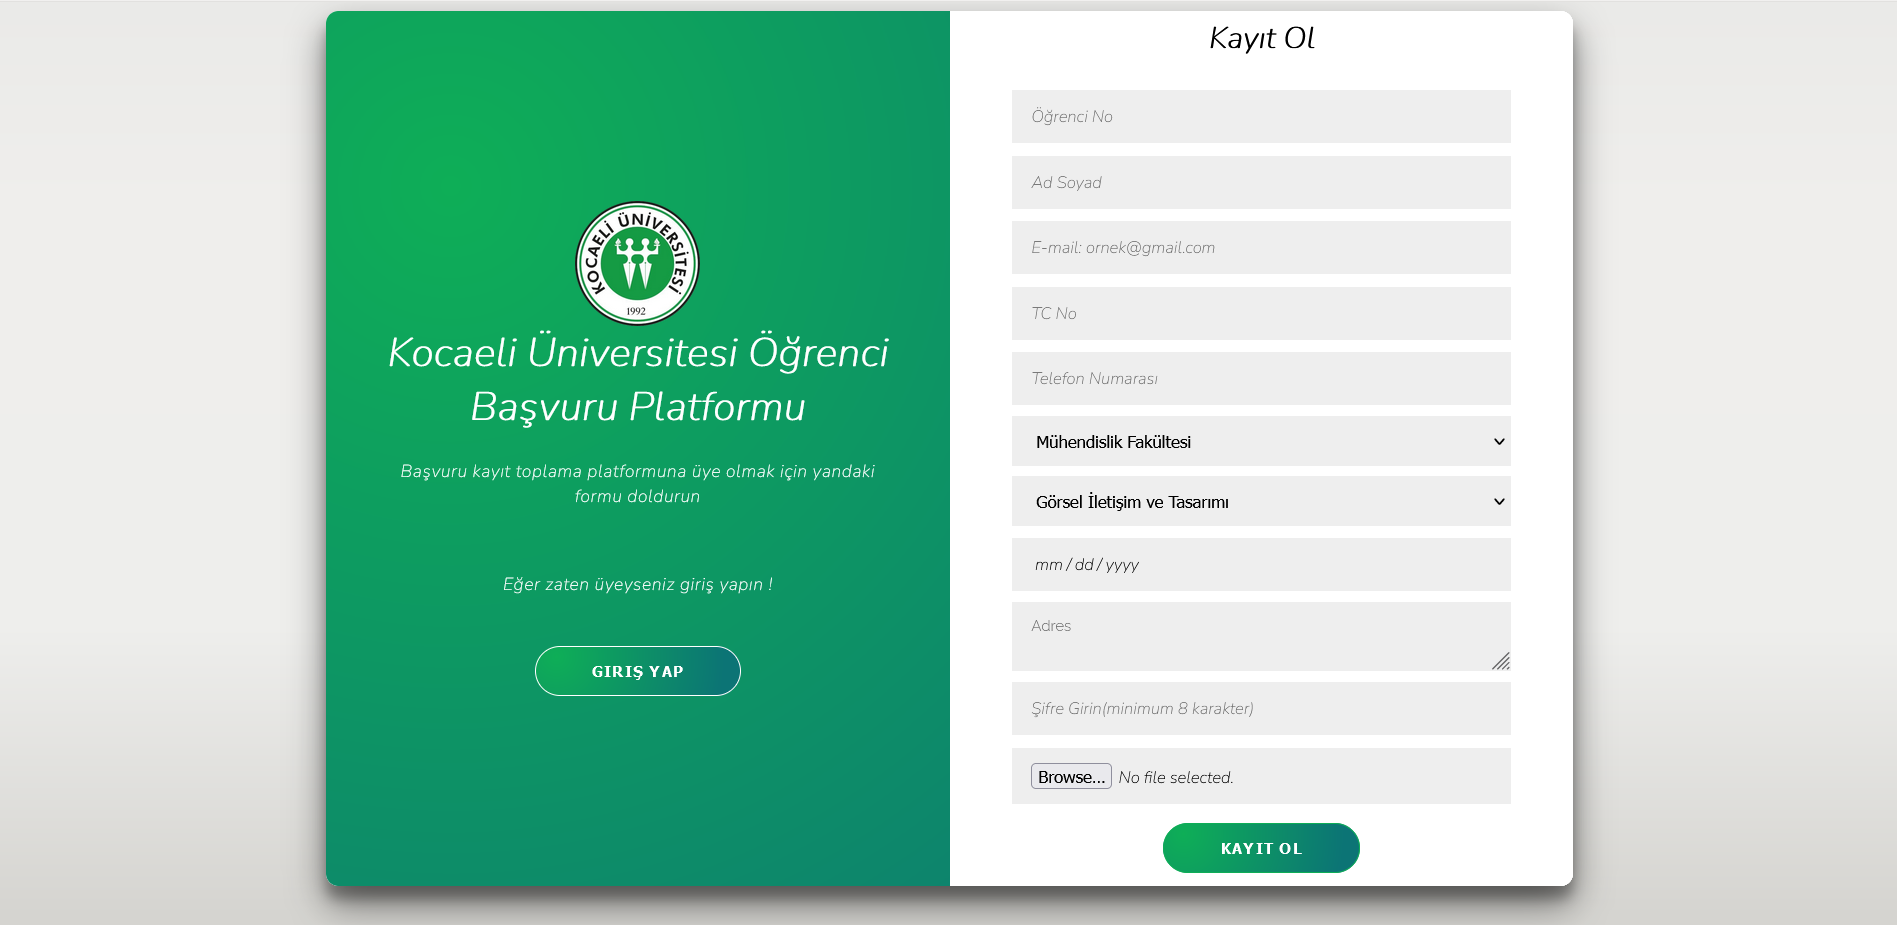 KOCAELİ ÜNİVERSİTESİ
1992
Kocaeli Üniversitesi Öğrenci
Başvuru Platformu
Başvuru kayıt toplama platformuna üye olmak için yandaki
formu doldurun
Eğer zaten üyeyseniz giriş yapın !
GIRIŞ YAP
Kayıt Ol
Öğrenci No
Ad Soyad
E-mail: ornek@gmail.com
TC No
Telefon Numarası
Mühendislik Fakültesi
Görsel İletişim ve Tasarımı
mm / dd / yyyy
Adres
Şifre Girin(minimum 8 karakter)
Browse... No file selected.
KAYIT OL